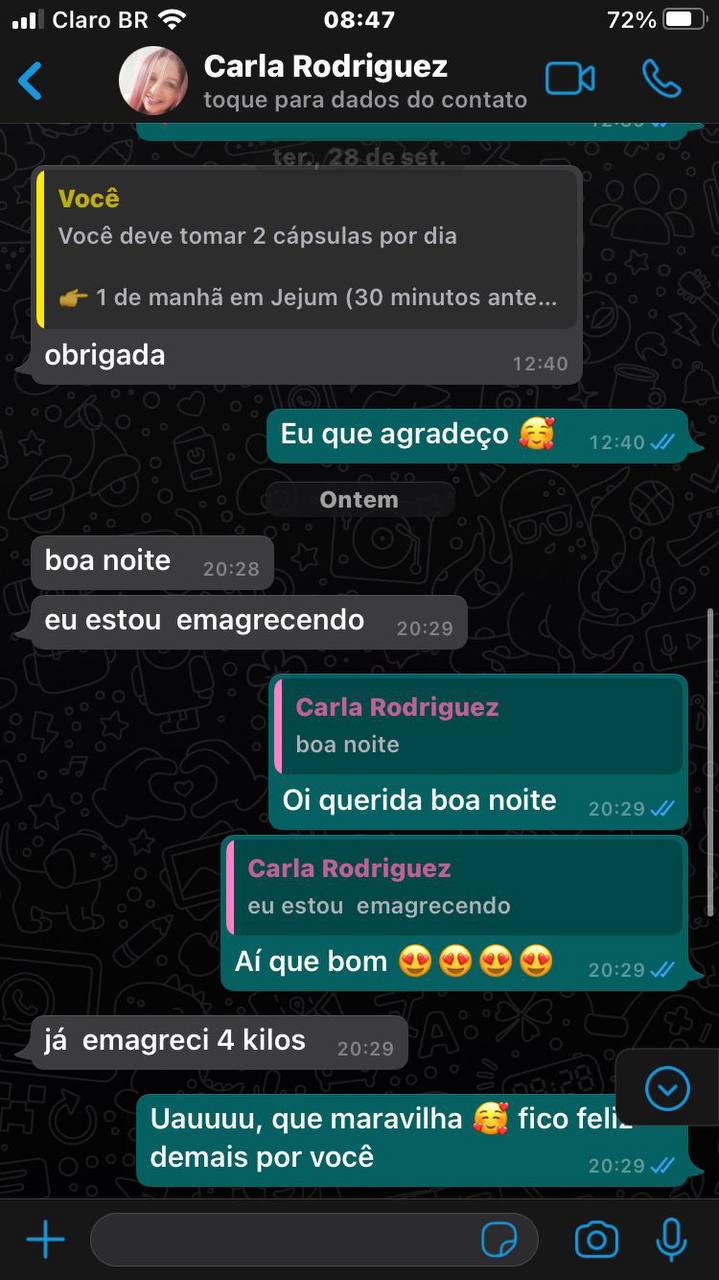 Claro BR 08:47 72%
Carla Rodriguez
toque para dados do contato
ter., 28 de set.
Você
Você deve tomar 2 cápsulas por dia
👉 1 de manhã em Jejum (30 minutos ante...
obrigada 12:40
Eu que agradeço 🥰 12:40
Ontem
boa noite 20:28
eu estou  emagrecendo 20:29
Carla Rodriguez
boa noite
Oi querida boa noite 20:29
Carla Rodriguez
eu estou  emagrecendo
Aí que bom 😍😍😍😍 20:29
já  emagreci 4 kilos 20:29
Uauuuu, que maravilha 🥰 fico feliz
demais por você 20:29